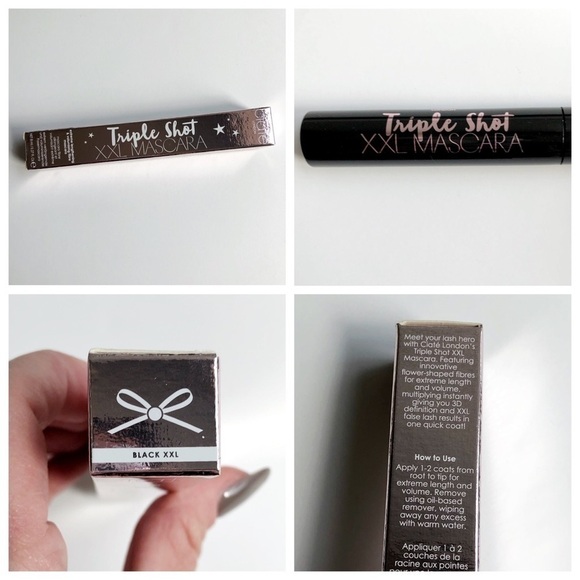 Triple Shot
XXL MASCARA
Triple Shot
XXL MASCARA
BLACK XXL
Meet your lash hero
with Ciaté London's
Triple Shot XXL
Mascara. Featuring
innovative
flower-shaped fibres
for extreme length
and volume,
multiplying instantly
giving you 3D
definition and XXL
false lash results in
one quick coat!
How to Use
Apply 1-2 coats from
root to tip for
extreme length and
volume. Remove
using oil-based
remover, wiping
away any excess
with warm water.
Appliquer 1 à 2
couches de la
racine aux pointes